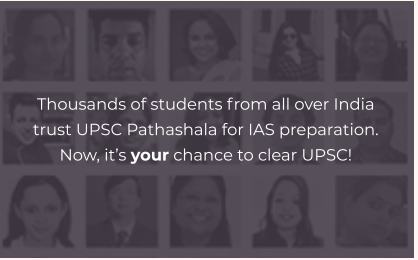 Thousands of students from all over India
trust UPSC Pathashala for IAS preparation.
Now, it's your chance to clear UPSC!